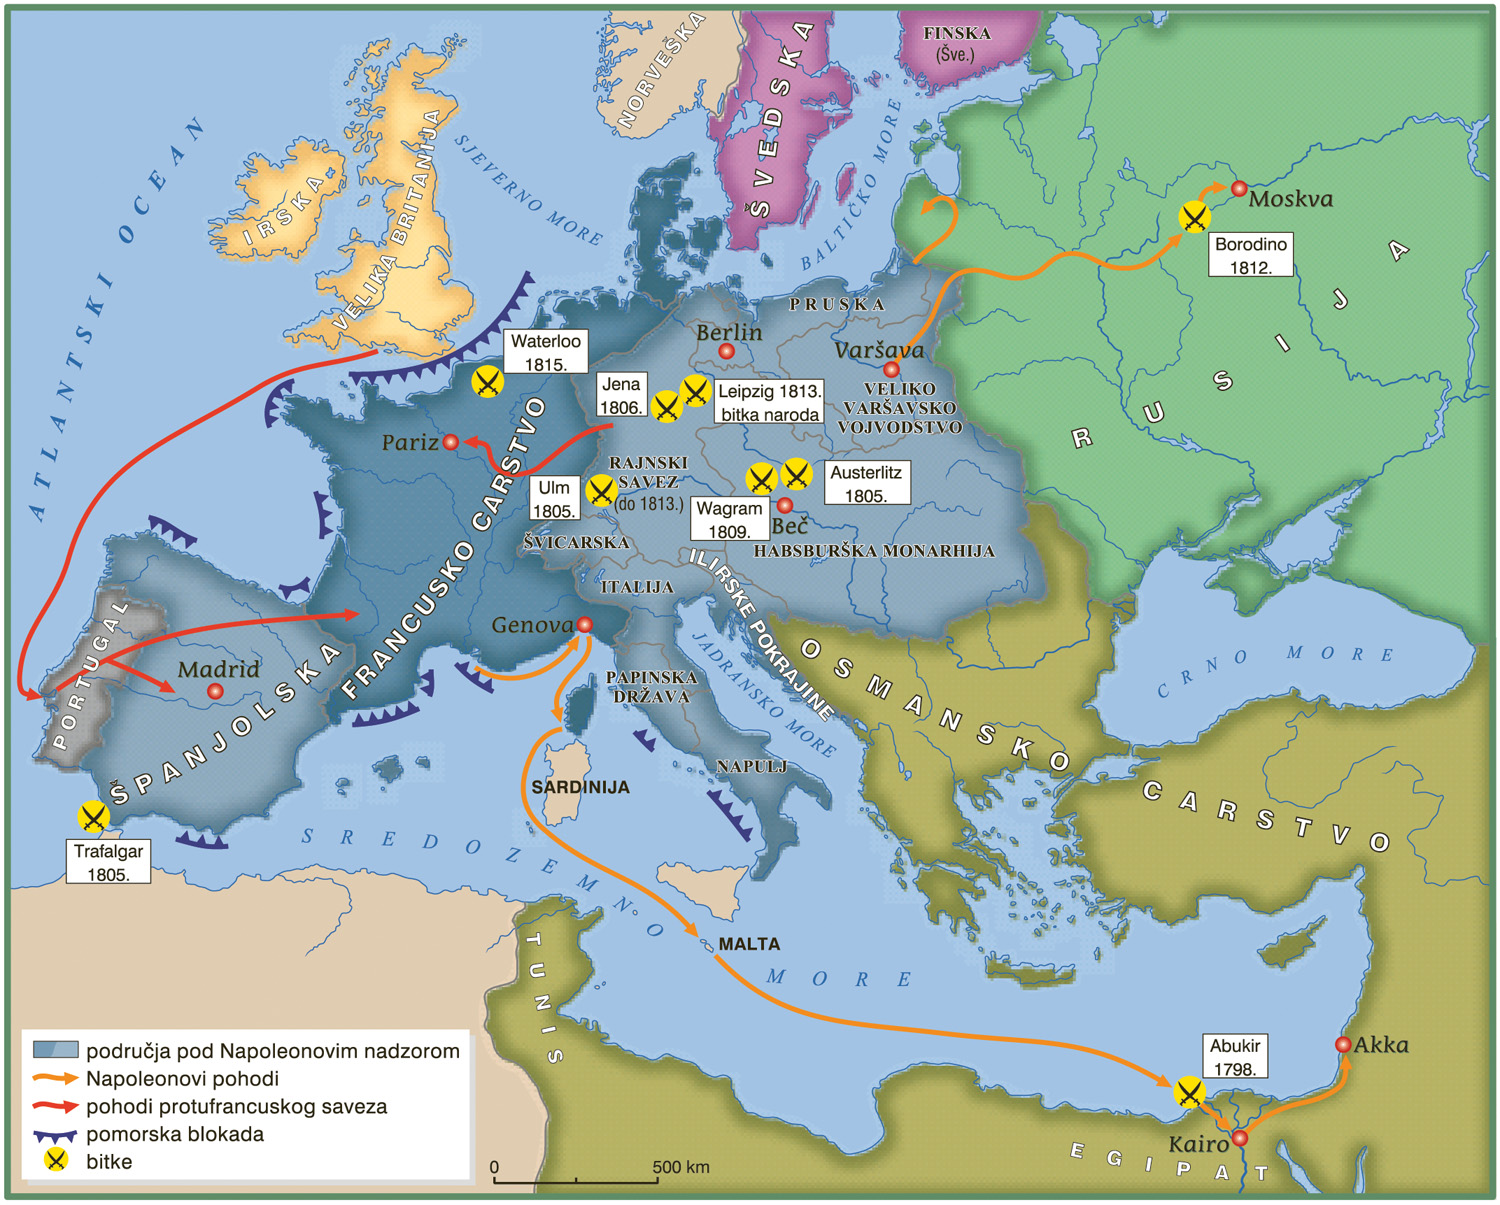 FINSKA
(Šve.)
NORVEŠKA
ŠVEDSKA
ATLANTSKI OCEAN
SJEVERNO MORE
BALTIČKO MORE
IRSKA
VELIKA BRITANIJA
Moskva
Borodino
1812.
RUSIJA
PRUSKA
Berlin
Varšava
VELIKO
VARŠAVSKO
VOJVODSTVO
Waterloo
1815.
Jena
1806.
Leipzig 1813.
bitka naroda
Pariz
FRANCUSKO CARSTVO
RAJNSKI
SAVEZ
(do 1813.)
Ulm
1805.
Austerlitz
1805.
Wagram
1809.
Beč
ŠVICARSKA
HABSBURŠKA MONARHIJA
ITALIJA
ILIRSKE POKRAJINE
Genova
PORTUGAL
Madrid
ŠPANJOLSKA
PAPINSKA
DRŽAVA
JADRANSKO MORE
OSMANSKO
CARSTVO
CRNO MORE
NAPULJ
SARDINIJA
Trafalgar
1805.
SREDOZEMNO
MORE
MALTA
TUNIS
Abukir
1798.
Akka
Kairo
EGIPAT
područja pod Napoleonovim nadzorom
Napoleonovi pohodi
pohodi protufrancuskog saveza
pomorska blokada
bitke
0 500 km